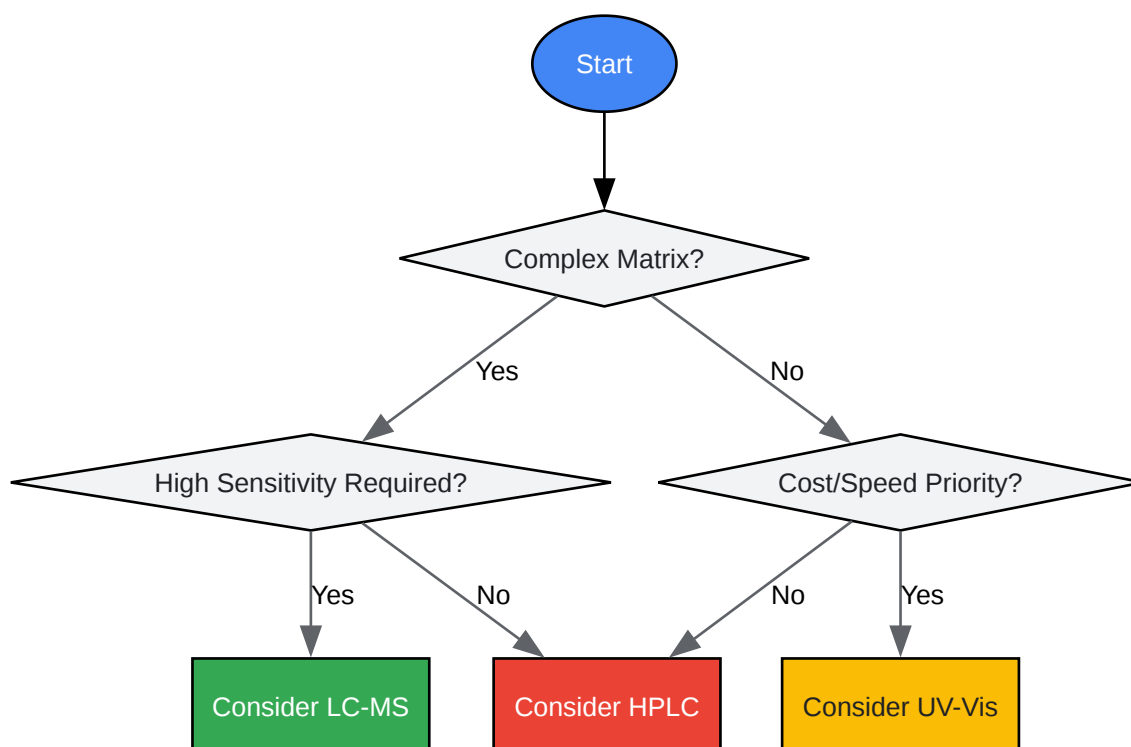 Start
Complex Matrix?
Yes
No
High Sensitivity Required?
Cost/Speed Priority?
Yes
No
No
Yes
Consider LC-MS
Consider HPLC
Consider UV-Vis